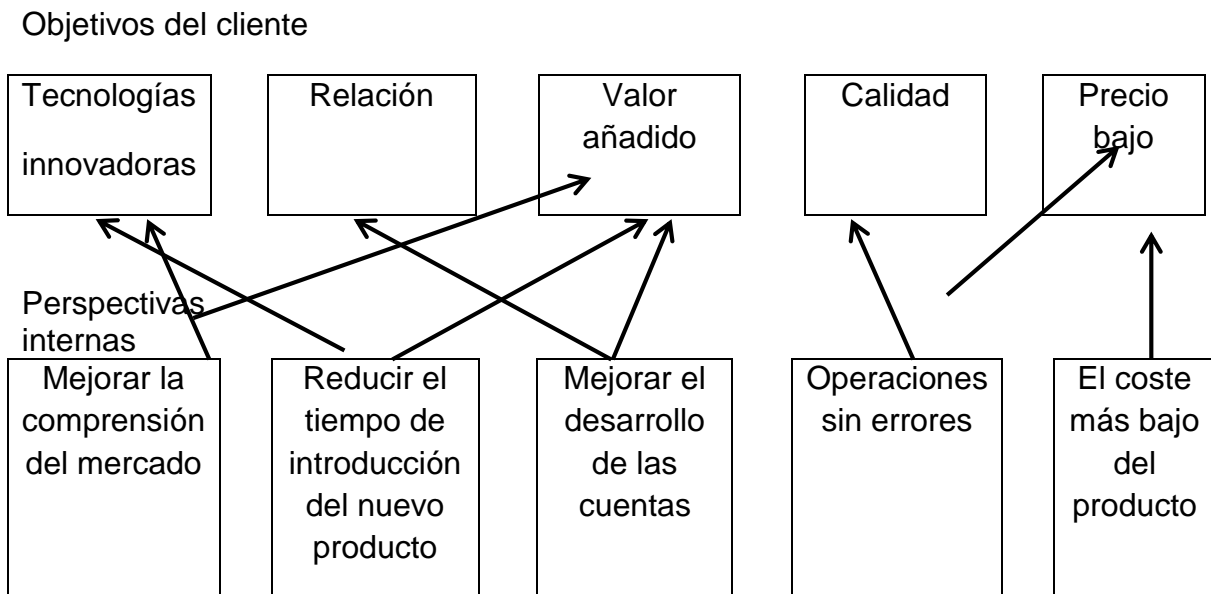 Objetivos del cliente
Tecnologías
innovadoras
Relación
Valor
añadido
Calidad
Precio
bajo
Perspectivas
internas
Mejorar la
comprensión
del mercado
Reducir el
tiempo de
introducción
del nuevo
producto
Mejorar el
desarrollo
de las
cuentas
Operaciones
sin errores
El coste
más bajo
del
producto